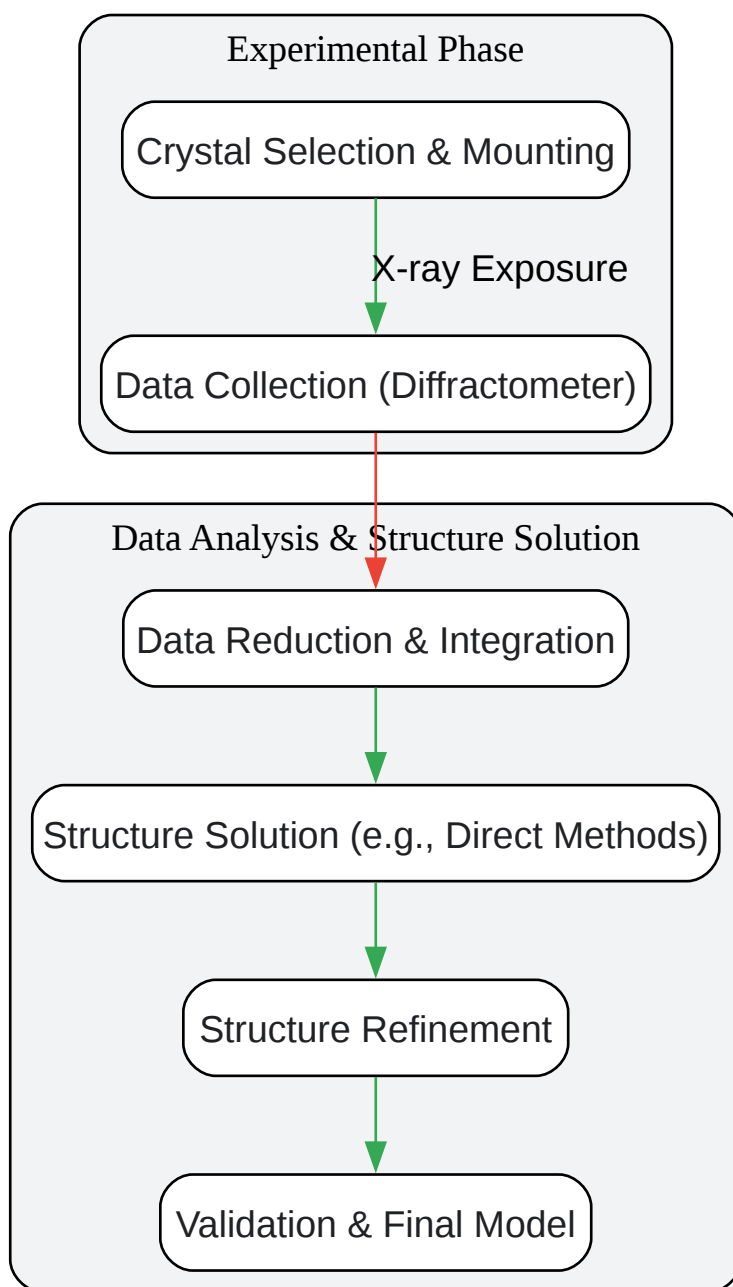 Experimental Phase
Crystal Selection & Mounting
X-ray Exposure
Data Collection (Diffractometer)
Data Analysis & Structure Solution
Data Reduction & Integration
Structure Solution (e.g., Direct Methods)
Structure Refinement
Validation & Final Model